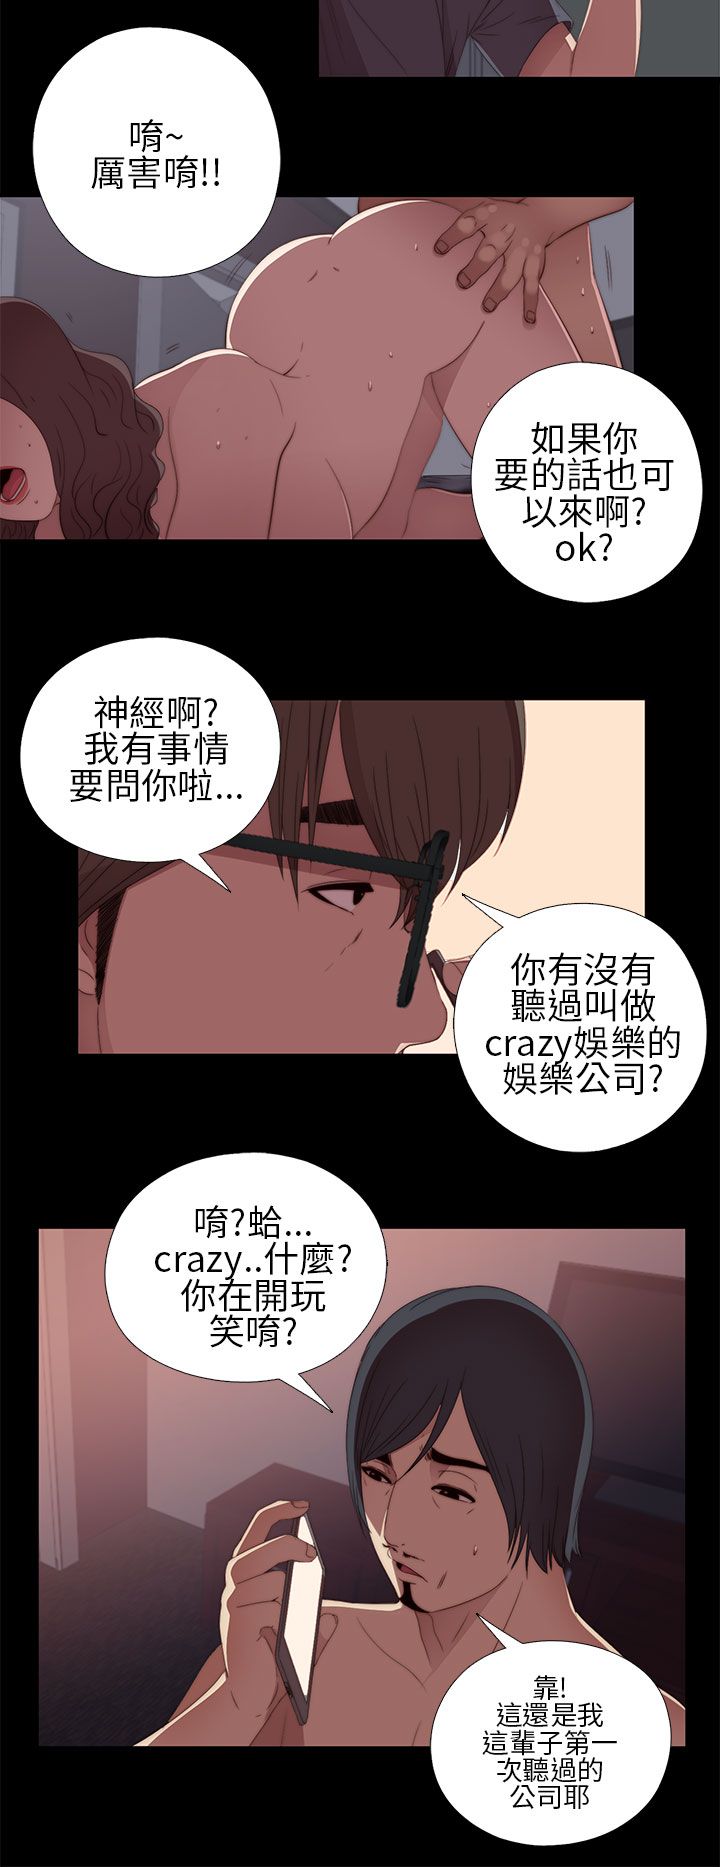 唷~
厲害唷!!
如果你
要的話也可
以來啊?
ok?
神經啊?
我有事情
要問你啦...
你有沒有
聽過叫做
crazy娛樂的
娛樂公司?
唷?蛤...
crazy..什麼?
你在開玩
笑唷?
靠!
這還是我
這輩子第一
次聽過的
公司耶